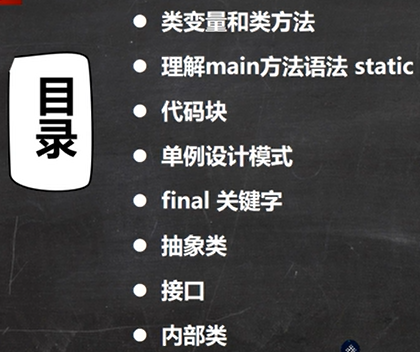 目录
类变量和类方法
理解main方法语法 static
代码块
单例设计模式
final 关键字
抽象类
接口
内部类